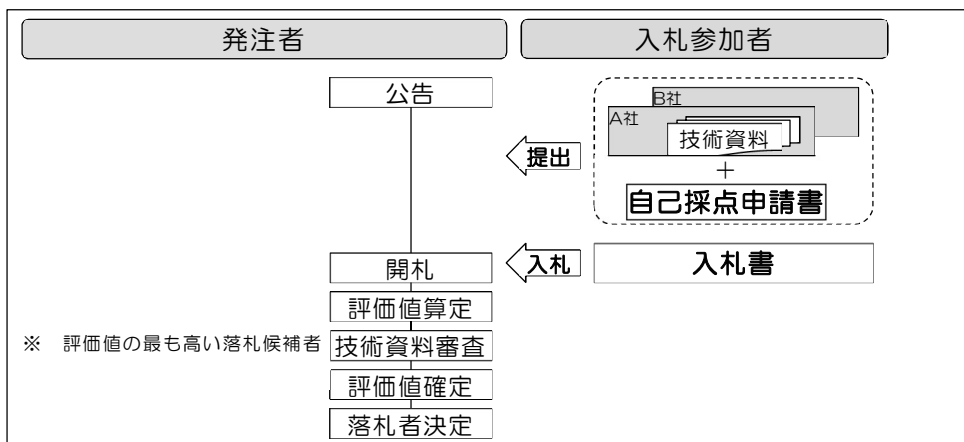 発注者
入札参加者
公告
B社
A社
技術資料
提出
＋
自己採点申請書
開札
入札
入札書
評価値算定
※　評価値の最も高い落札候補者
技術資料審査
評価値確定
落札者決定